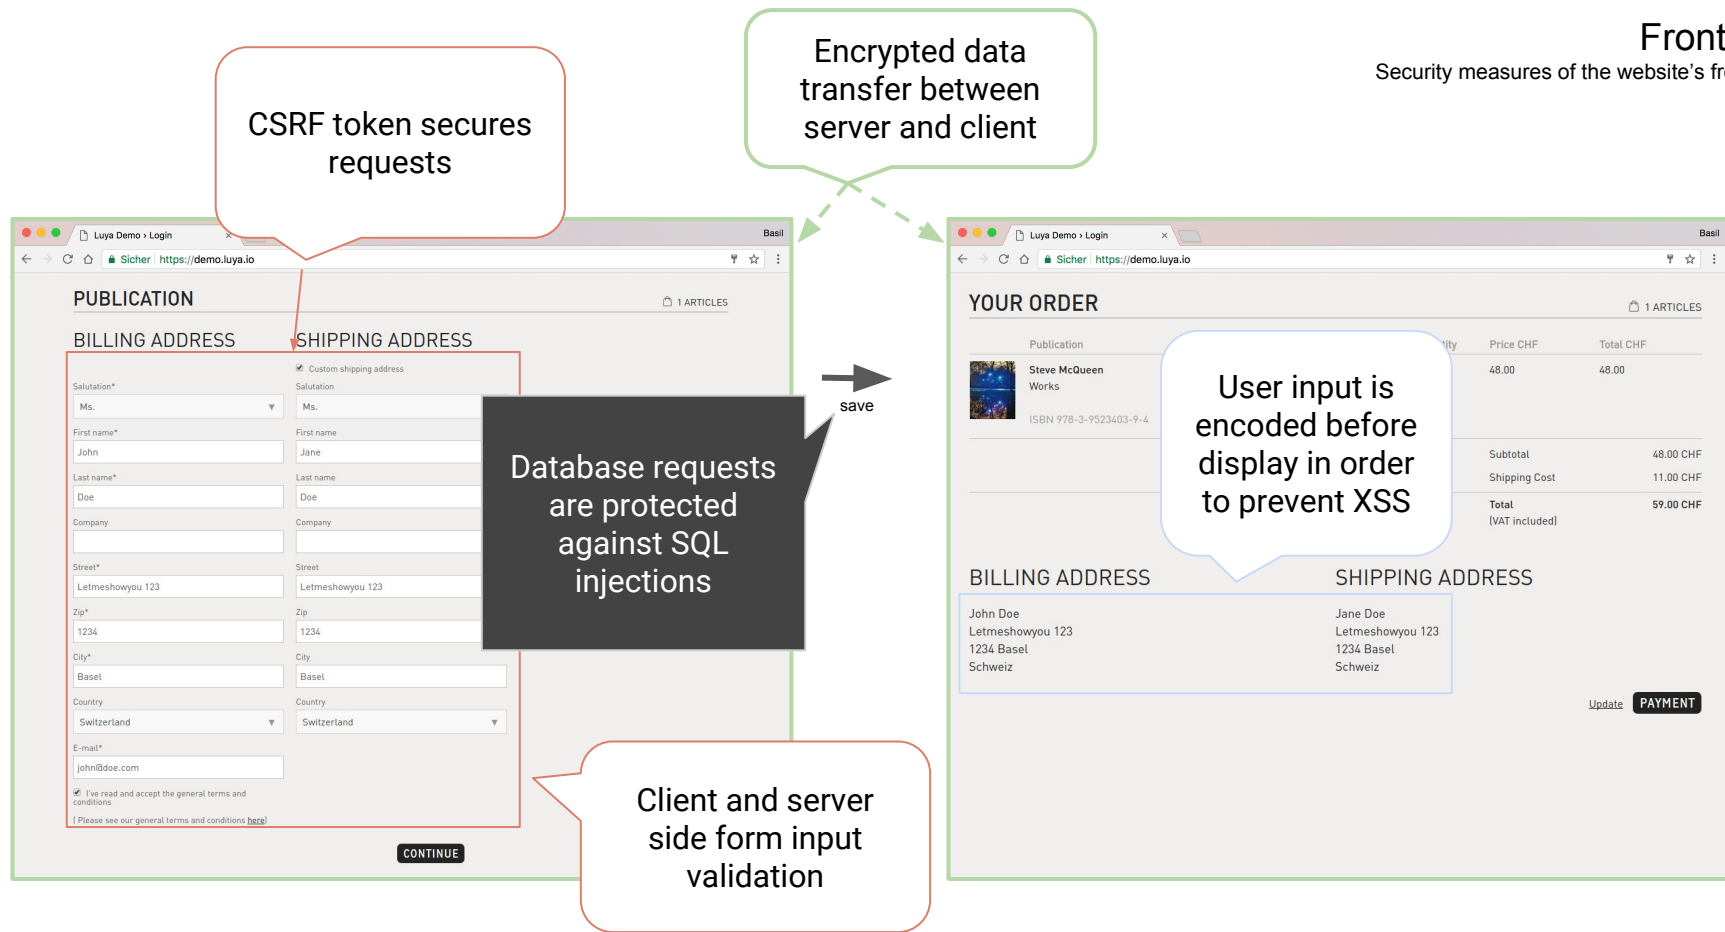 Front
Security measures of the website's fr
Encrypted data
transfer between
server and client
CSRF token secures
requests
Luya Demo › Login
Basil
Sicher https://demo.luya.io
PUBLICATION
1 ARTICLES
BILLING ADDRESS
SHIPPING ADDRESS
Custom shipping address
Salutation*
Salutation
Ms.
Ms.
First name*
First name
John
Jane
Last name*
Last name
Doe
Doe
Company
Company
Street*
Street
Letmeshowyou 123
Letmeshowyou 123
Zip*
Zip
1234
1234
City*
City
Basel
Basel
Country
Country
Switzerland
Switzerland
E-mail*
john@doe.com
I've read and accept the general terms and
conditions
( Please see our general terms and conditions here)
CONTINUE
Database requests
are protected
against SQL
injections
save
Client and server
side form input
validation
Luya Demo › Login
Basil
Sicher https://demo.luya.io
YOUR ORDER
1 ARTICLES
Publication
Price CHF
Total CHF
Steve McQueen
48.00
48.00
Works
ISBN 978-3-9523403-9-4
User input is
encoded before
display in order
to prevent XSS
Subtotal
48.00 CHF
Shipping Cost
11.00 CHF
Total
59.00 CHF
(VAT included)
BILLING ADDRESS
SHIPPING ADDRESS
John Doe
Letmeshowyou 123
1234 Basel
Schweiz
Jane Doe
Letmeshowyou 123
1234 Basel
Schweiz
Update
PAYMENT